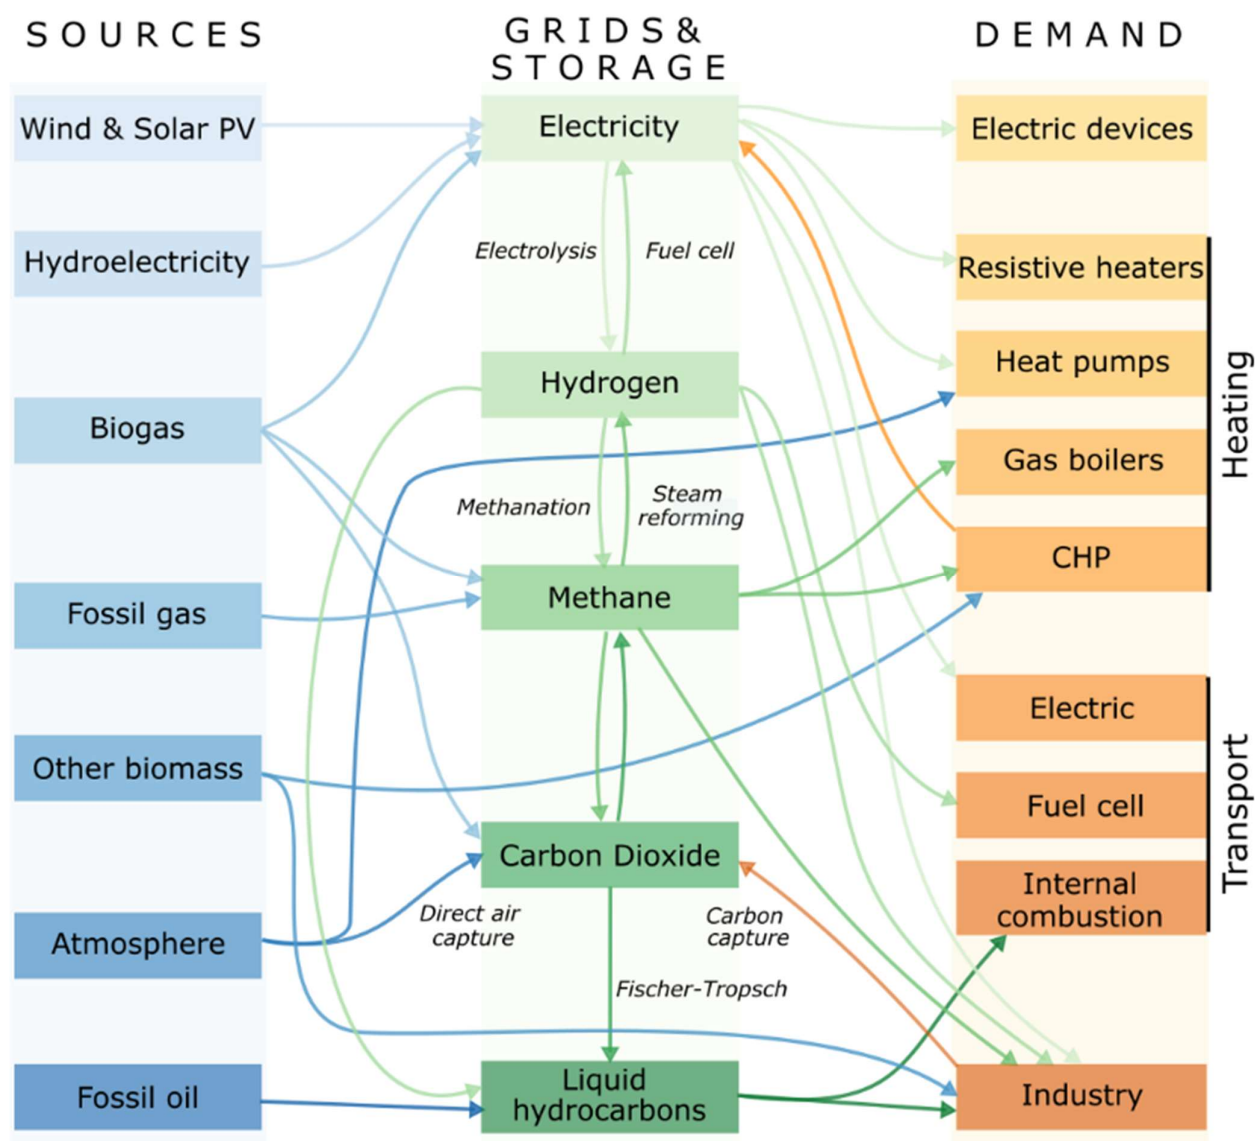 SOURCES
GRIDS &
STORAGE
DEMAND
Wind & Solar PV
Hydroelectricity
Biogas
Fossil gas
Other biomass
Atmosphere
Fossil oil
Electricity
Electrolysis
Fuel cell
Hydrogen
Methanation
Steam
reforming
Methane
Carbon Dioxide
Direct air
capture
Carbon
capture
Fischer-Tropsch
Liquid
hydrocarbons
Electric devices
Resistive heaters
Heat pumps
Gas boilers
CHP
Heating
Electric
Fuel cell
Internal
combustion
Transport
Industry